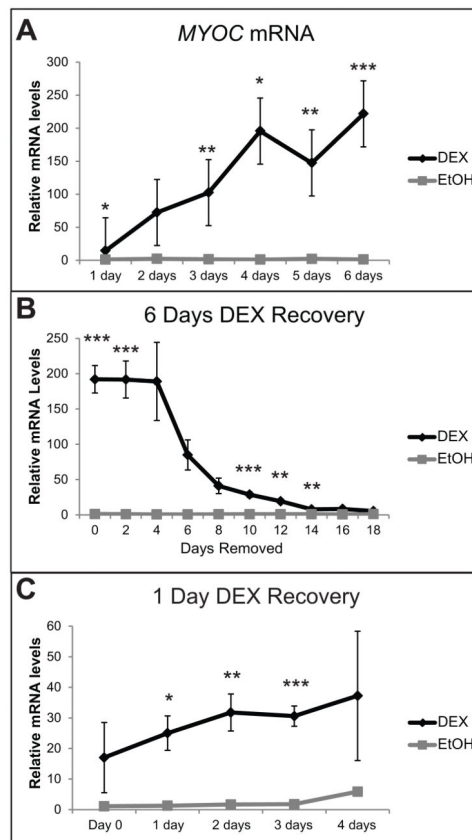 A
MYOC mRNA
Relative mRNA levels
300
250
200
150
100
50
0
*
**
*
**
***
1 day 2 days 3 days 4 days 5 days 6 days
DEX
EtOH
B
6 Days DEX Recovery
Relative mRNA Levels
250
200
150
100
50
0
*** ***
*** ** **
0 2 4 6 8 10 12 14 16 18
Days Removed
DEX
EtOH
C
1 Day DEX Recovery
Relative mRNA levels
60
50
40
30
20
10
0
* ** ***
Day 0 1 day 2 days 3 days 4 days
DEX
EtOH